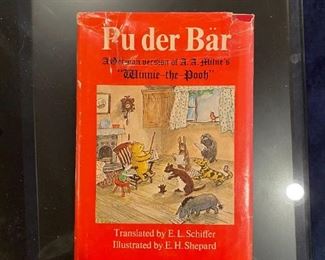 Pu der Bär
A German version of A. A. Milne's
"Winnie-the-Pooh"
Translated by E. L. Schiffer
Illustrated by E. H. Shepard